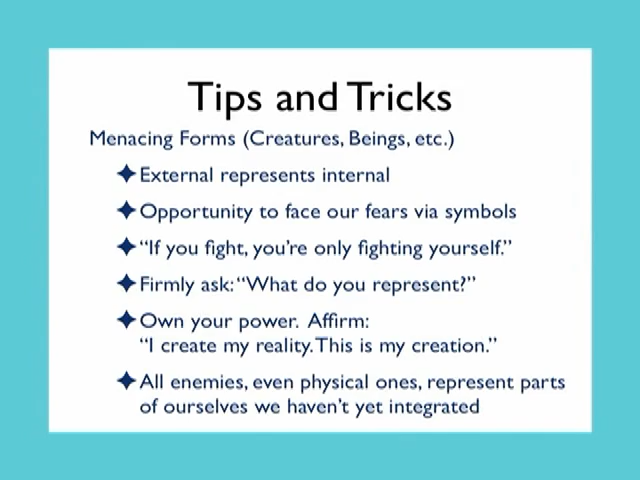 Tips and Tricks
Menacing Forms (Creatures, Beings, etc.)
External represents internal
Opportunity to face our fears via symbols
“If you fight, you’re only fighting yourself.”
Firmly ask: “What do you represent?”
Own your power. Affirm:
“I create my reality. This is my creation.”
All enemies, even physical ones, represent parts
of ourselves we haven’t yet integrated